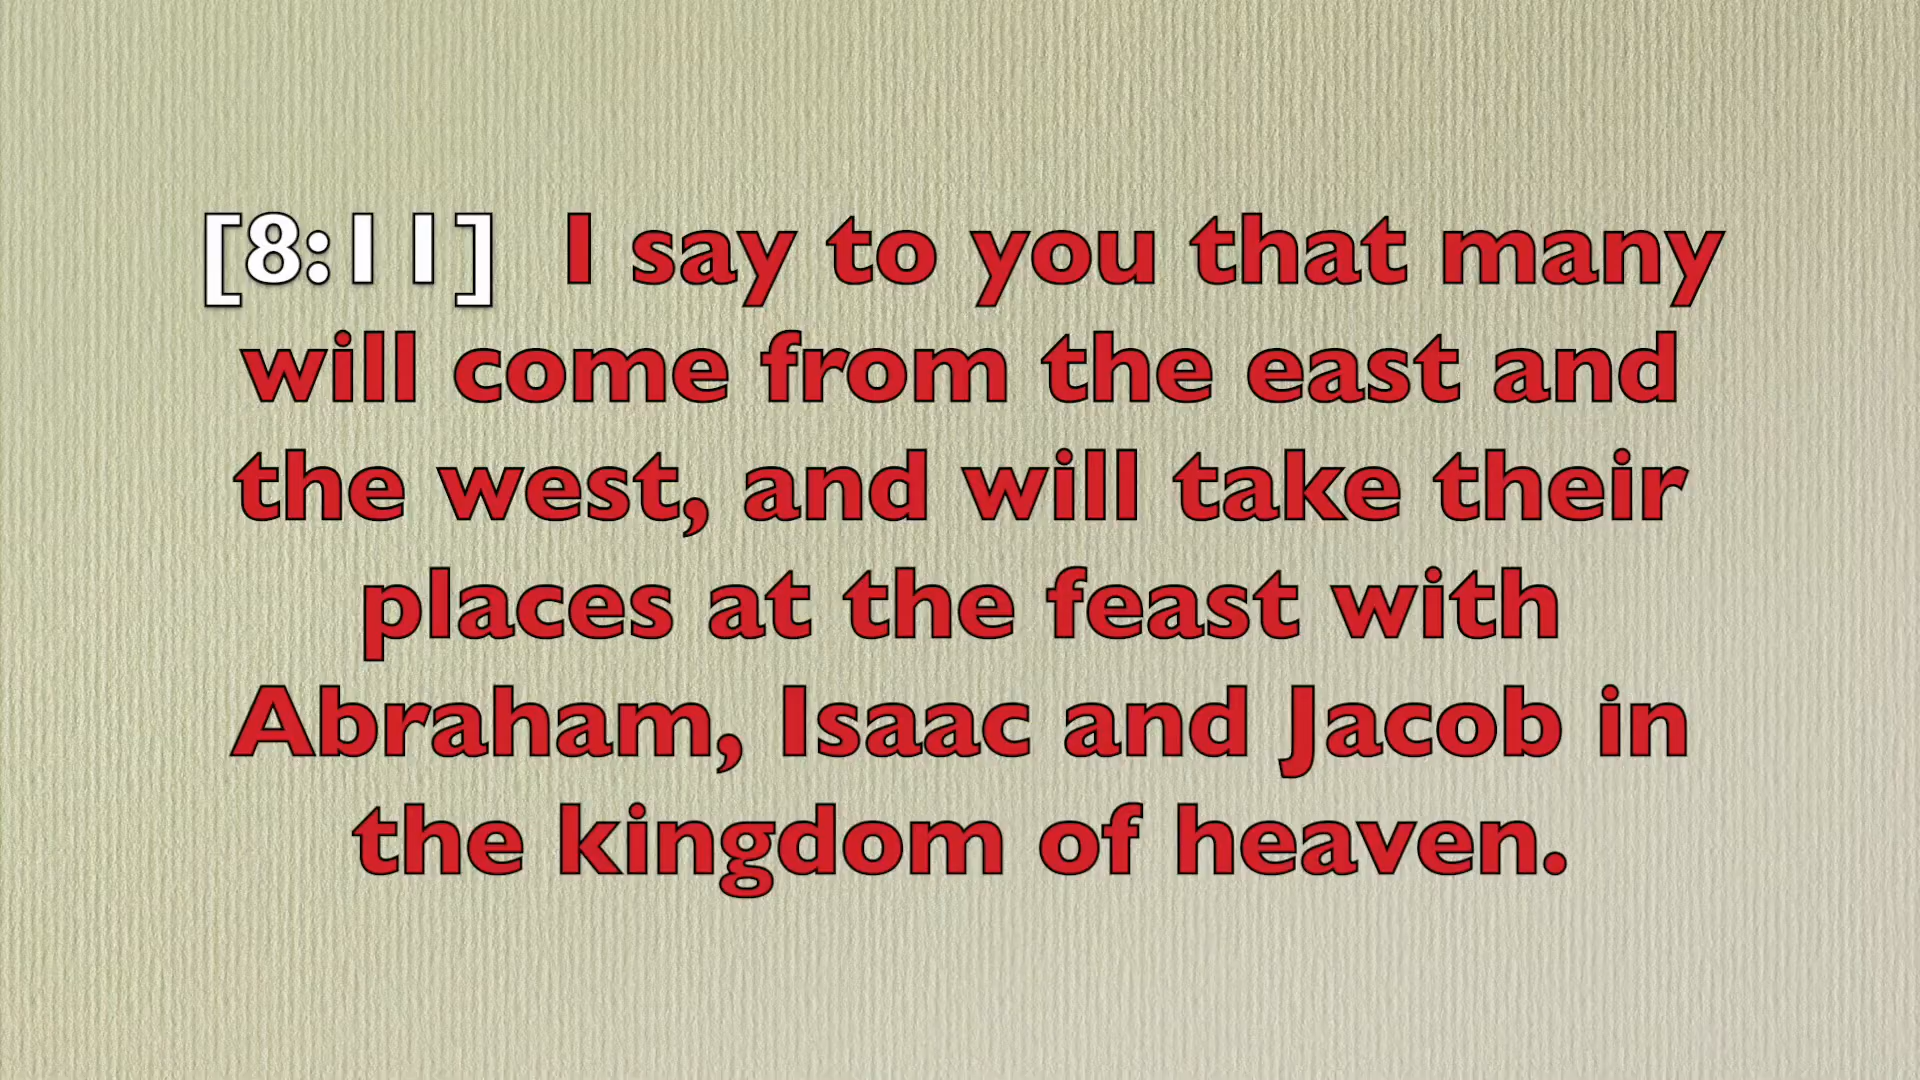 [8:11] I say to you that many
will come from the east and
the west, and will take their
places at the feast with
Abraham, Isaac and Jacob in
the kingdom of heaven.